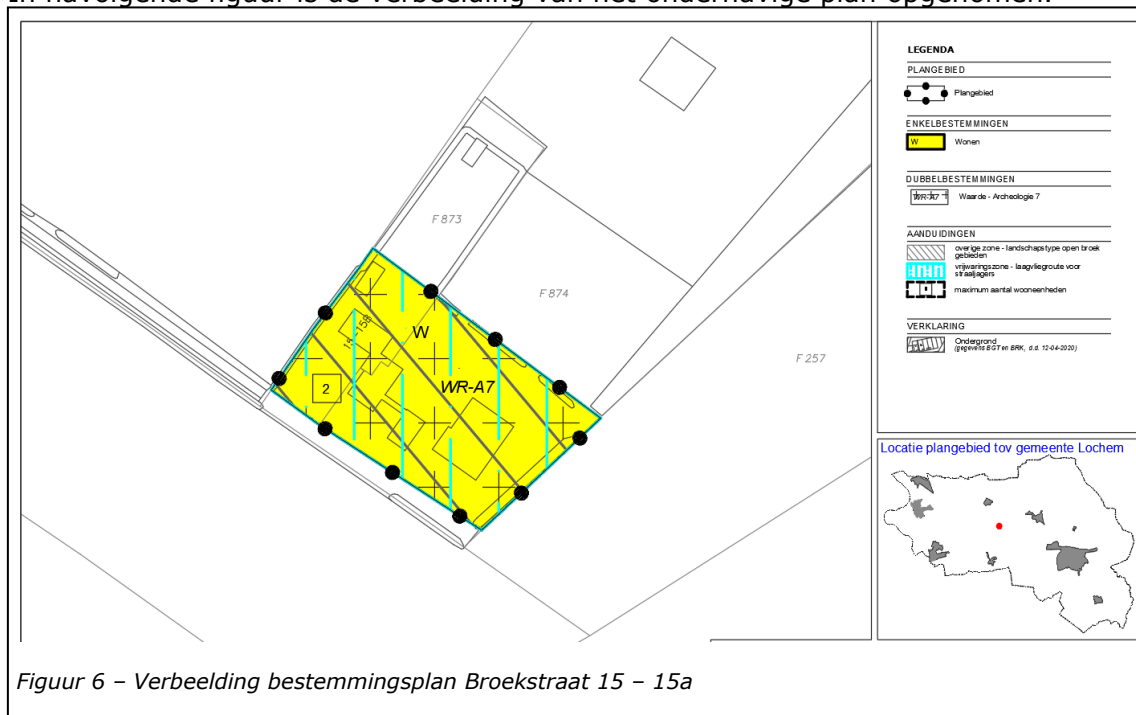 In navolgende figuur is de verbeelding van het onderhavige plan opgenomen.
F 873
F 874
F 257
15 -15a
W
WR-A7
2
LEGENDA
PLANGEBIED
Plangebied
ENKELBESTEMMINGEN
W Wonen
DUBBELBESTEMMINGEN
WR-A7 Waarde - Archeologie 7
AANDUIDINGEN
overige zone - landschapstype open broek
gebieden
vrijwaringszone - laagvliegroute voor
straaljagers
maximum aantal wooneenheden
VERKLARING
Ondergrond
(gegevens BGT en BRK, d.d. 12-04-2020)
Locatie plangebied tov gemeente Lochem
Figuur 6 – Verbeelding bestemmingsplan Broekstraat 15 – 15a